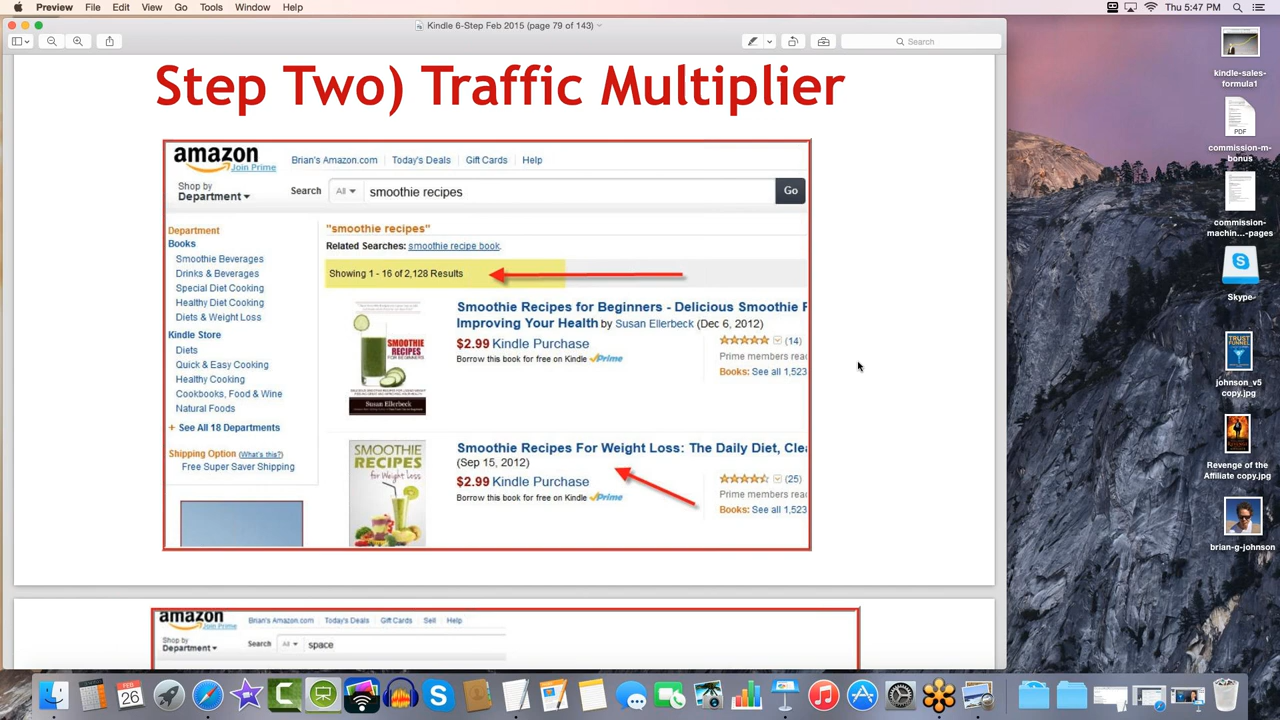 Preview File Edit View Go Tools Window Help
Thu 5:47 PM
Kindle 6-Step Feb 2015 (page 79 of 143)
Search
Step Two) Traffic Multiplier
amazon
Join Prime
Brian's Amazon.com Today's Deals Gift Cards Help
Shop by
Department
Search All smoothie recipes Go
Department
Books
Smoothie Beverages
Drinks & Beverages
Special Diet Cooking
Healthy Diet Cooking
Diets & Weight Loss
Kindle Store
Diets
Quick & Easy Cooking
Healthy Cooking
Cookbooks, Food & Wine
Natural Foods
+ See All 18 Departments
Shipping Option (What's this?)
Free Super Saver Shipping
"smoothie recipes"
Related Searches: smoothie recipe book.
Showing 1 - 16 of 2,128 Results
SMOOTHIE
RECIPES
FOR BEGINNERS
Susan Ellerbeck
Smoothie Recipes for Beginners - Delicious Smoothie
Improving Your Health by Susan Ellerbeck (Dec 6, 2012)
$2.99 Kindle Purchase
Borrow this book for free on Kindle Prime
(14)
Prime members rea
Books: See all 1,523
SMOOTHIE
RECIPES
for Weight loss
Smoothie Recipes For Weight Loss: The Daily Diet, Cle
(Sep 15, 2012)
$2.99 Kindle Purchase
Borrow this book for free on Kindle Prime
(25)
Prime members rea
Books: See all 1,523
amazon
Join Prime
Brian's Amazon.com Today's Deals Gift Cards Sell Help
Shop by
Department
Search All space
kindle-sales-
formula1
PDF
commission-m-
bonus
commission-
machin...-pages
Skype-
TRUST
FUNNEL
johnson_v5
copy.jpg
Revenge of the
Affiliate copy.jpg
brian-g-johnson
FEB
26